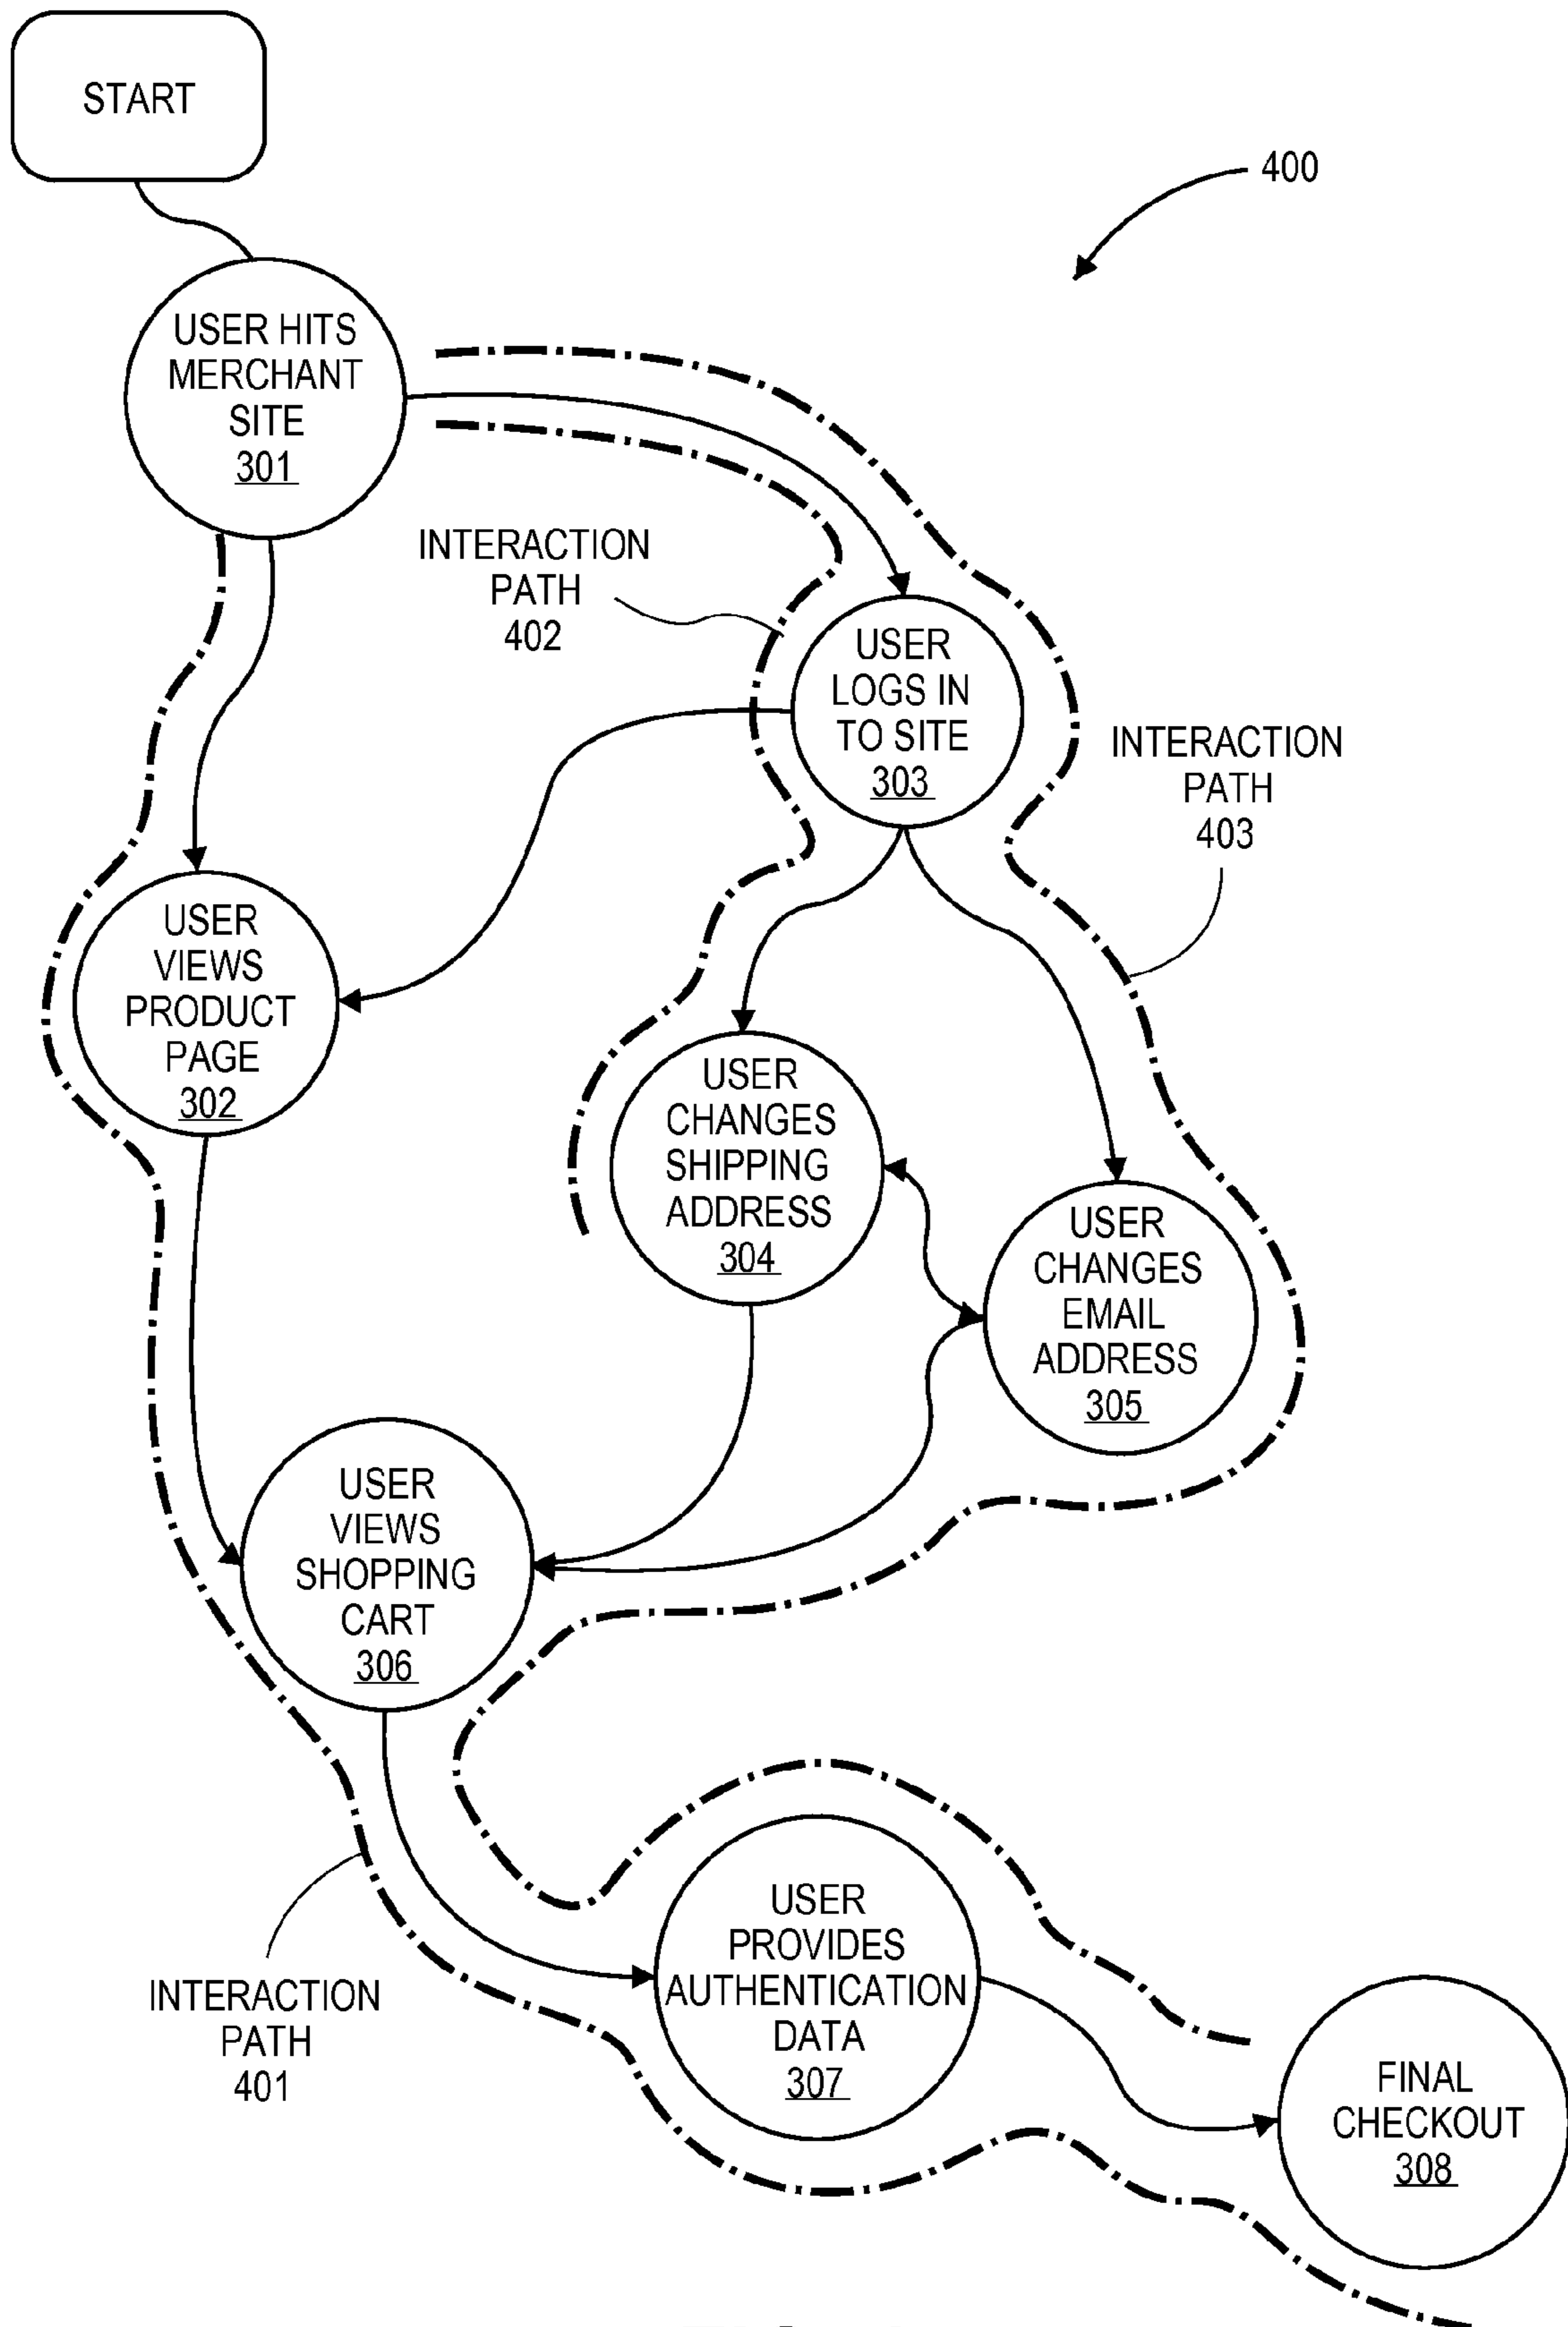 START
400
USER HITS
MERCHANT
SITE
301
INTERACTION
PATH
402
USER
LOGS IN
TO SITE
303
INTERACTION
PATH
403
USER
VIEWS
PRODUCT
PAGE
302
USER
CHANGES
SHIPPING
ADDRESS
304
USER
CHANGES
EMAIL
ADDRESS
305
USER
VIEWS
SHOPPING
CART
306
USER
PROVIDES
AUTHENTICATION
DATA
307
INTERACTION
PATH
401
FINAL
CHECKOUT
308